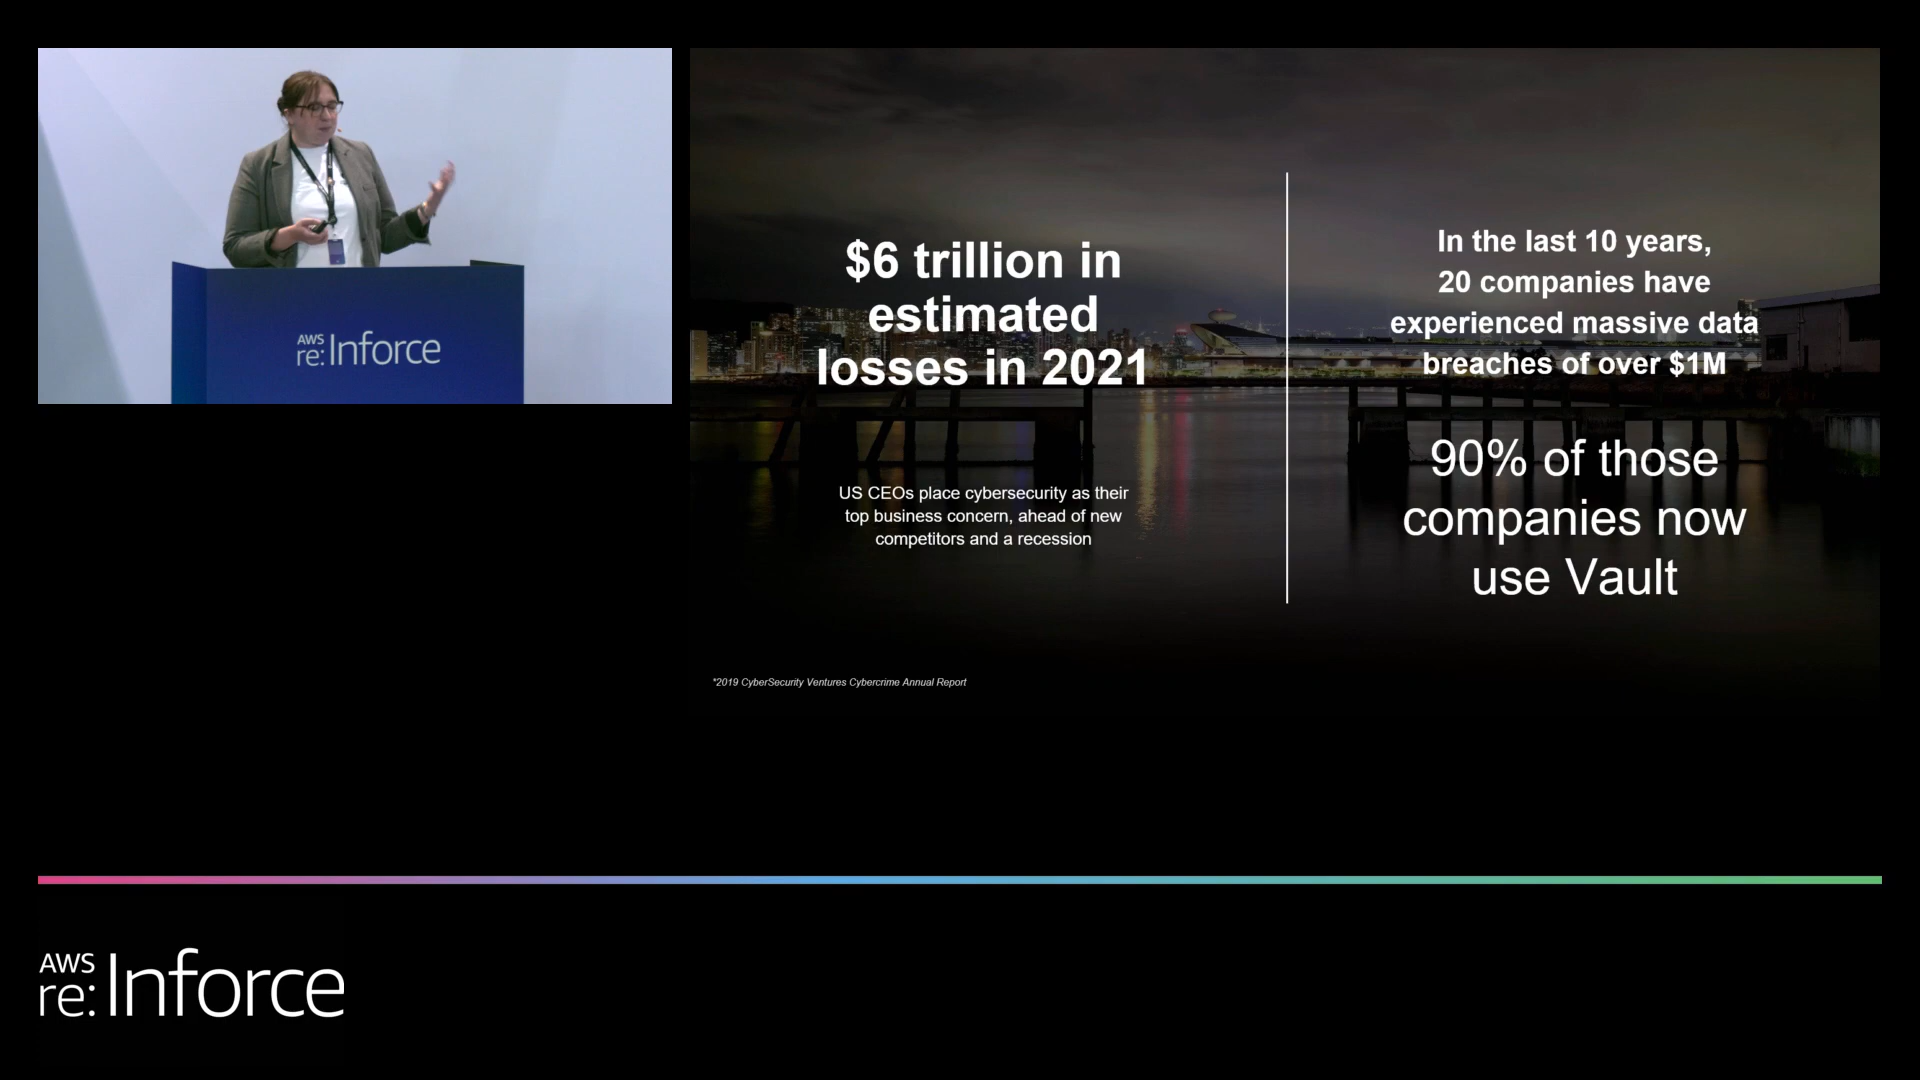 AWS
re:Inforce
$6 trillion in
estimated
losses in 2021
US CEOs place cybersecurity as their
top business concern, ahead of new
competitors and a recession
*2019 CyberSecurity Ventures Cybercrime Annual Report
In the last 10 years,
20 companies have
experienced massive data
breaches of over $1M
90% of those
companies now
use Vault
AWS
re:Inforce